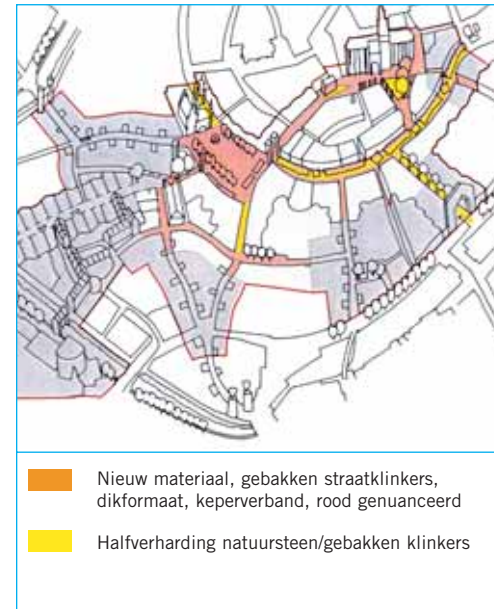 Nieuw materiaal, gebakken straatklinkers,
dikformaat, keperverband, rood genuanceerd
Halfverharding natuursteen/gebakken klinkers